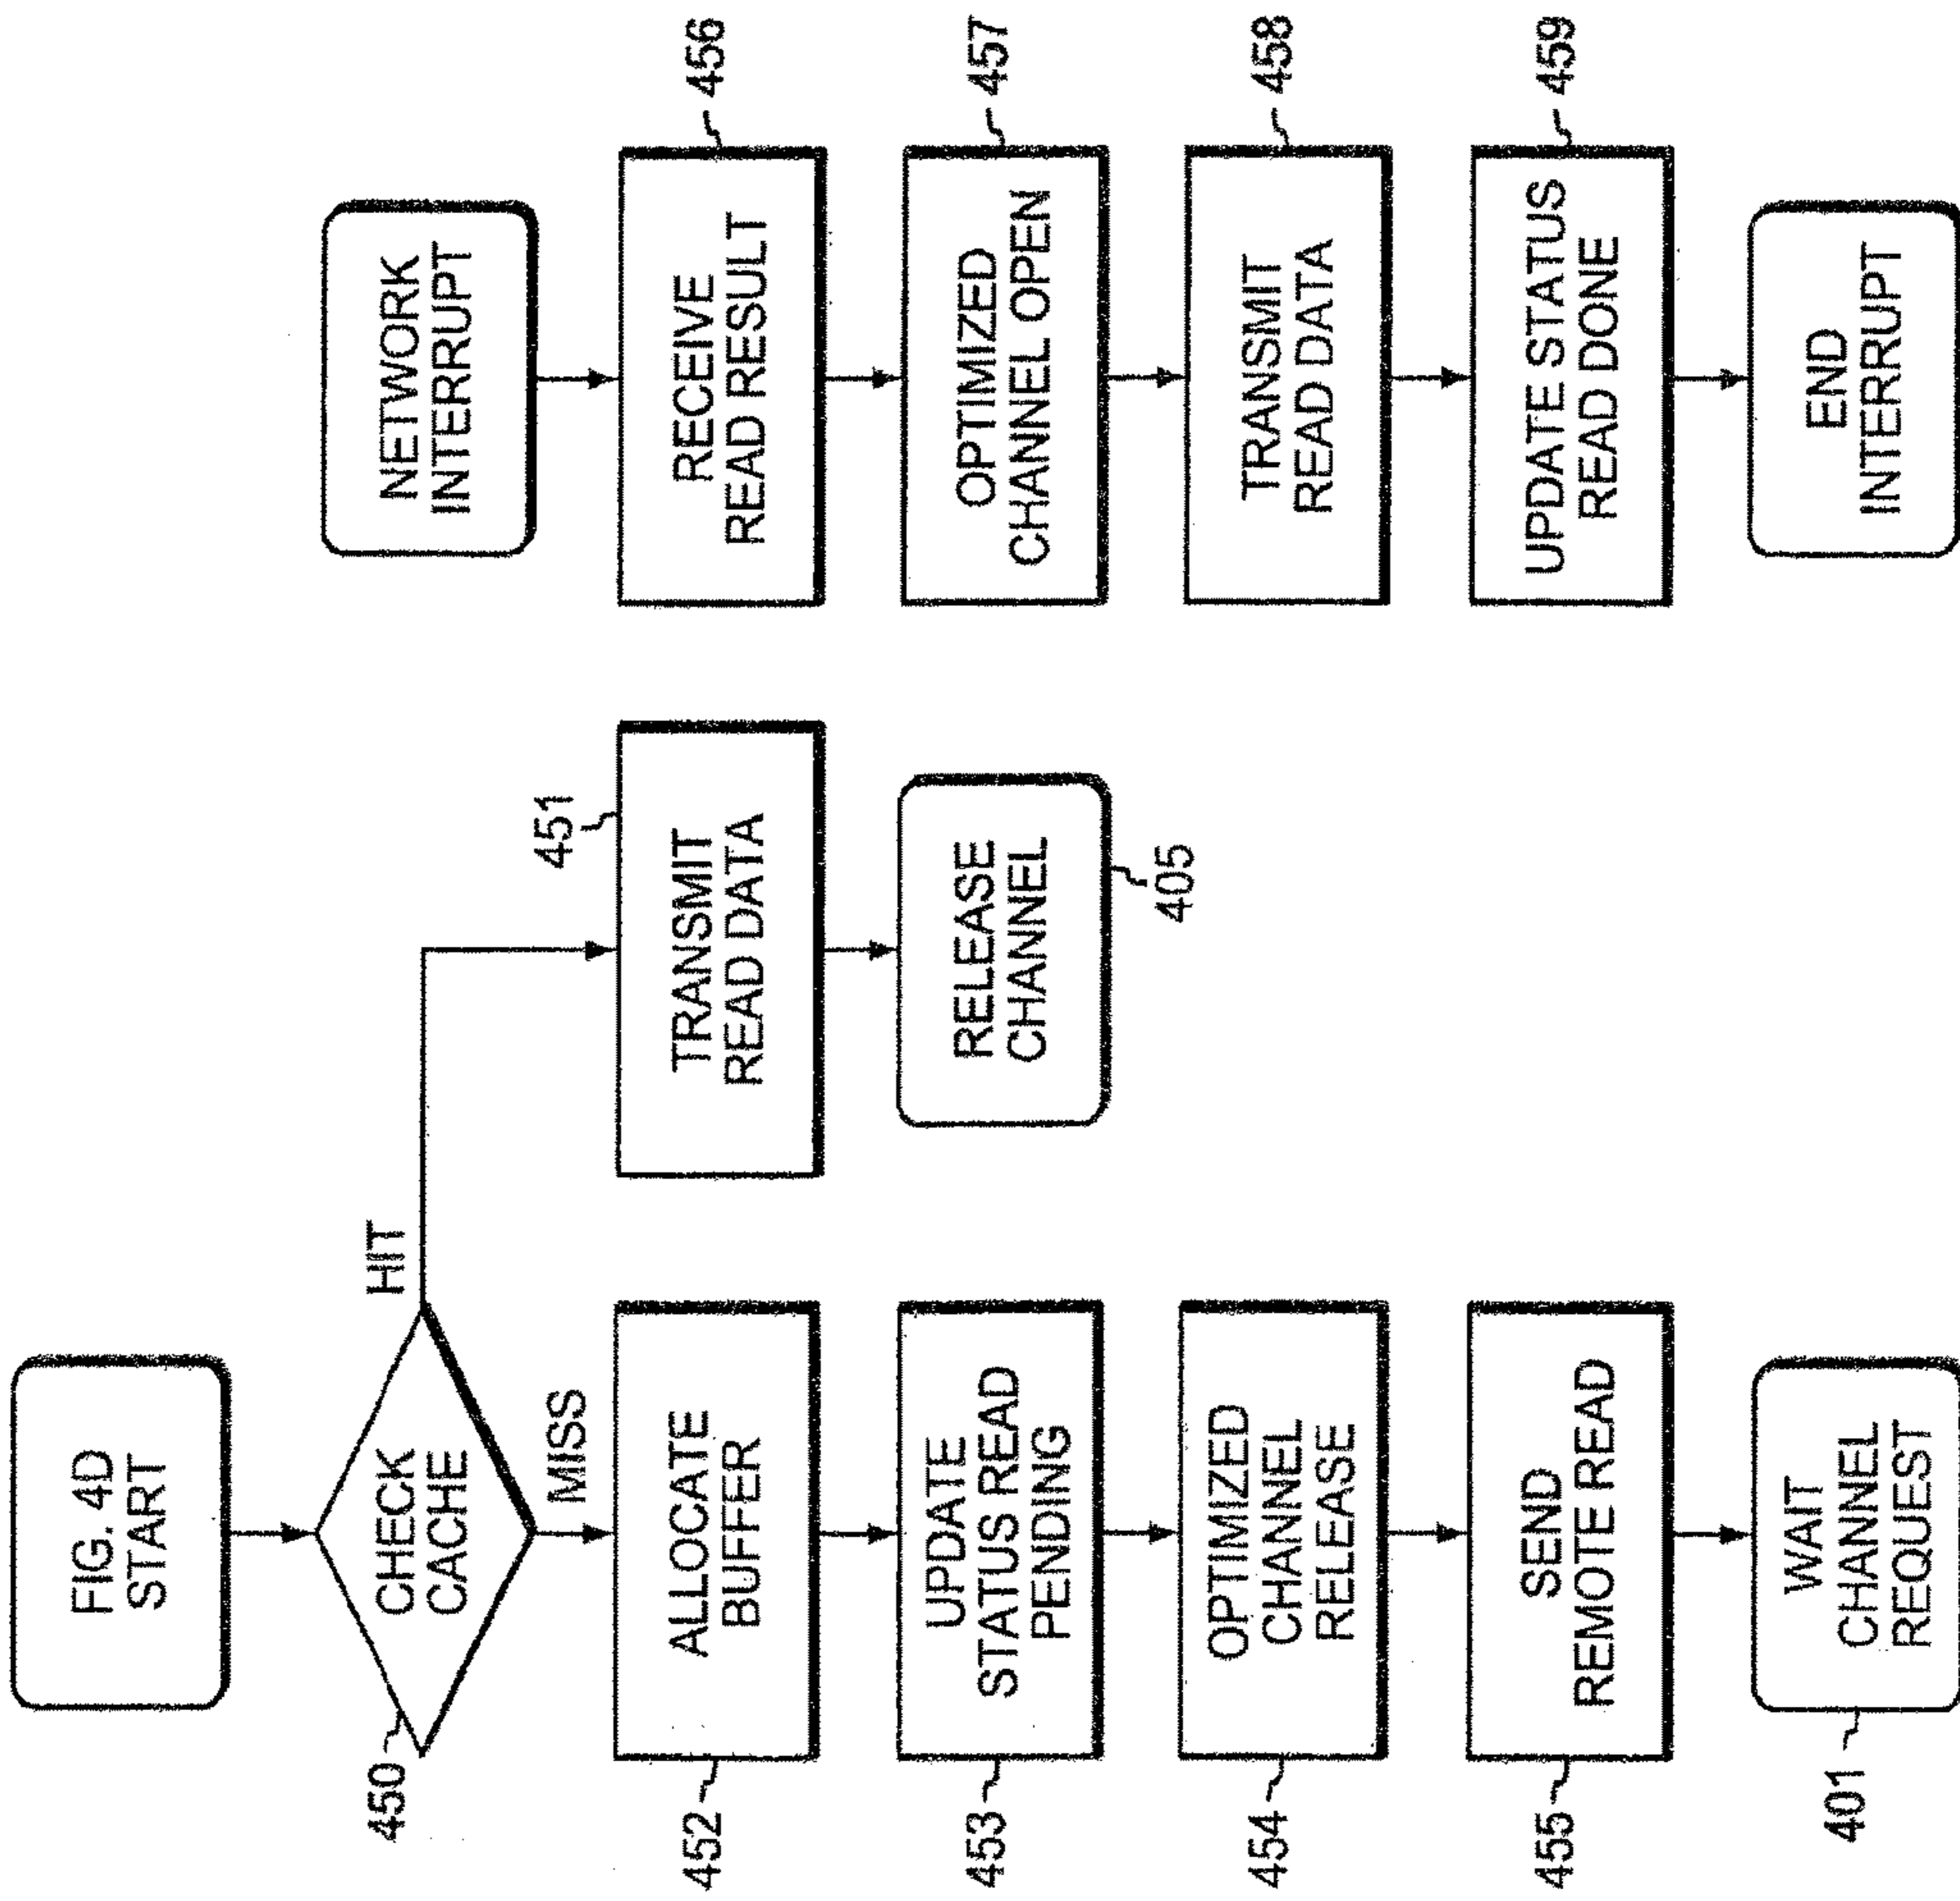 FIG. 4D
START
450
CHECK
CACHE
HIT
MISS
451
TRANSMIT
READ DATA
RELEASE
CHANNEL
405
452
ALLOCATE
BUFFER
453
UPDATE
STATUS READ
PENDING
454
OPTIMIZED
CHANNEL
RELEASE
455
SEND
REMOTE READ
401
WAIT
CHANNEL
REQUEST
NETWORK
INTERRUPT
RECEIVE
READ RESULT
456
OPTIMIZED
CHANNEL OPEN
457
TRANSMIT
READ DATA
458
UPDATE STATUS
READ DONE
459
END
INTERRUPT